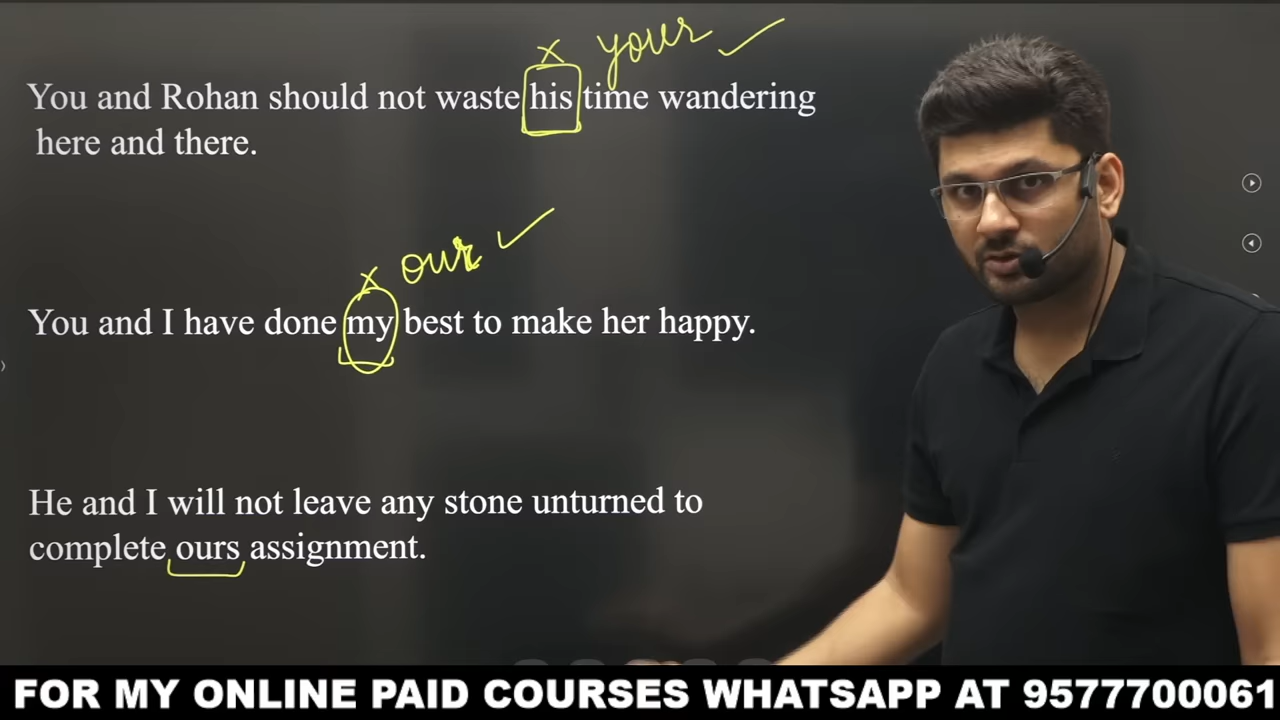 your
You and Rohan should not waste his time wandering
here and there.
our
You and I have done my best to make her happy.
He and I will not leave any stone unturned to
complete ours assignment.
FOR MY ONLINE PAID COURSES WHATSAPP AT 9577700061